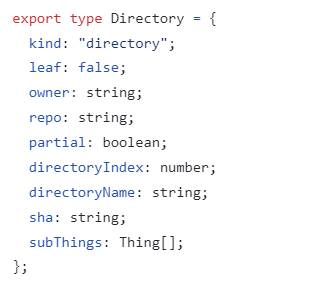 export type Directory = {
  kind: "directory";
  leaf: false;
  owner: string;
  repo: string;
  partial: boolean;
  directoryIndex: number;
  directoryName: string;
  sha: string;
  subThings: Thing[];
};